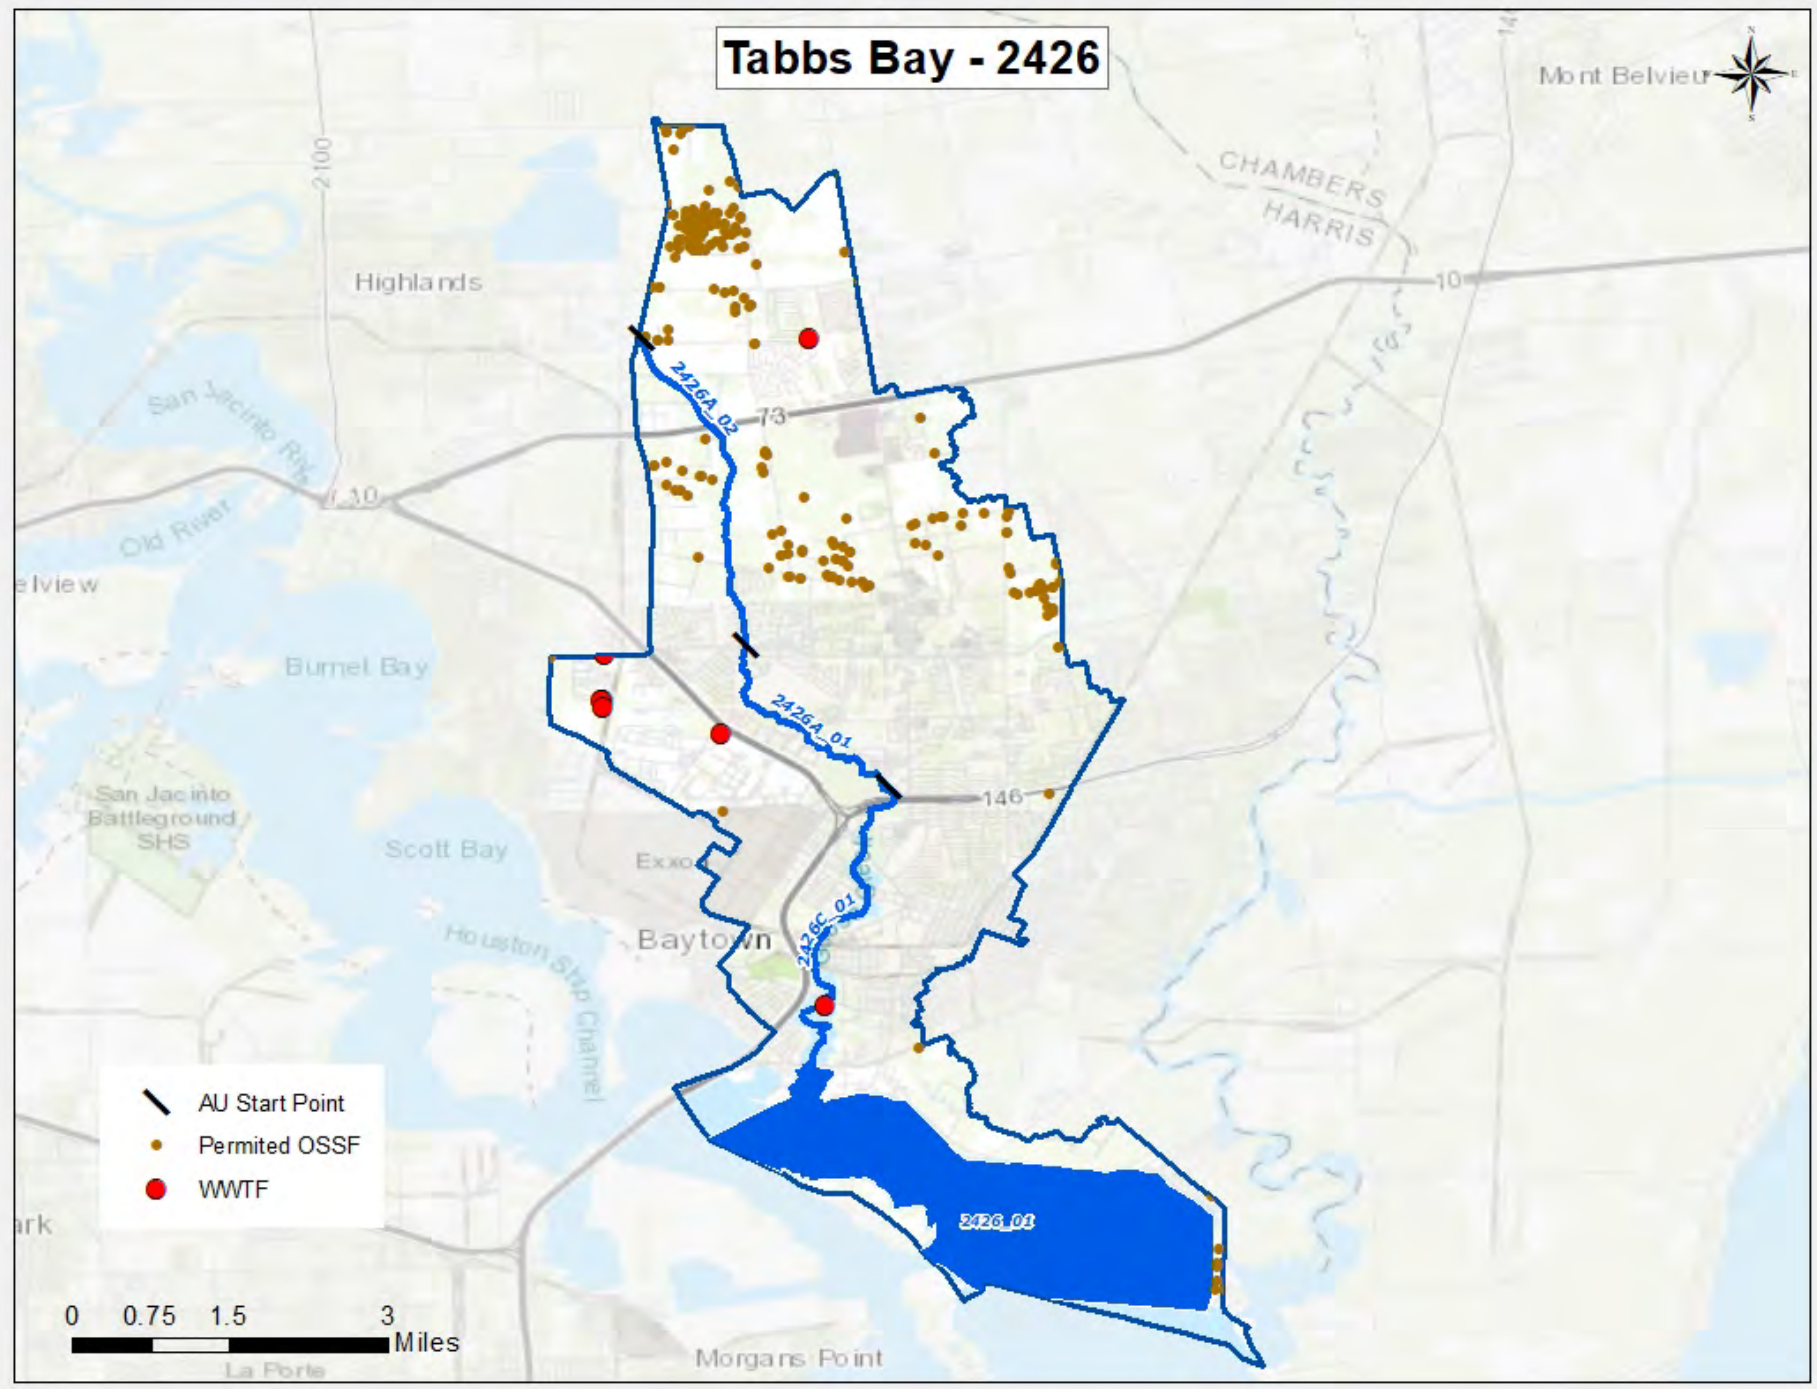 Tabbs Bay - 2426
N
E
S
Mont Belvieu
2100
CHAMBERS
HARRIS
10
Highlands
2426A_02
73
San Jacinto Riv
Old River
elview
Burnet Bay
2426A_01
146
San Jacinto
Battleground
SHS
Scott Bay
Exxon
2426C_01
Baytown
Houston Ship Channel
AU Start Point
Permited OSSF
WWTF
ark
2426_01
0 0.75 1.5 3
Miles
La Porte
Morgans Point